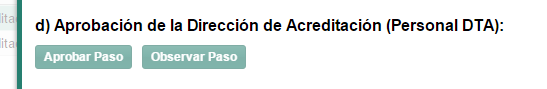 d) Aprobación de la Dirección de Acreditación (Personal DTA):
Aprobar Paso Observar Paso